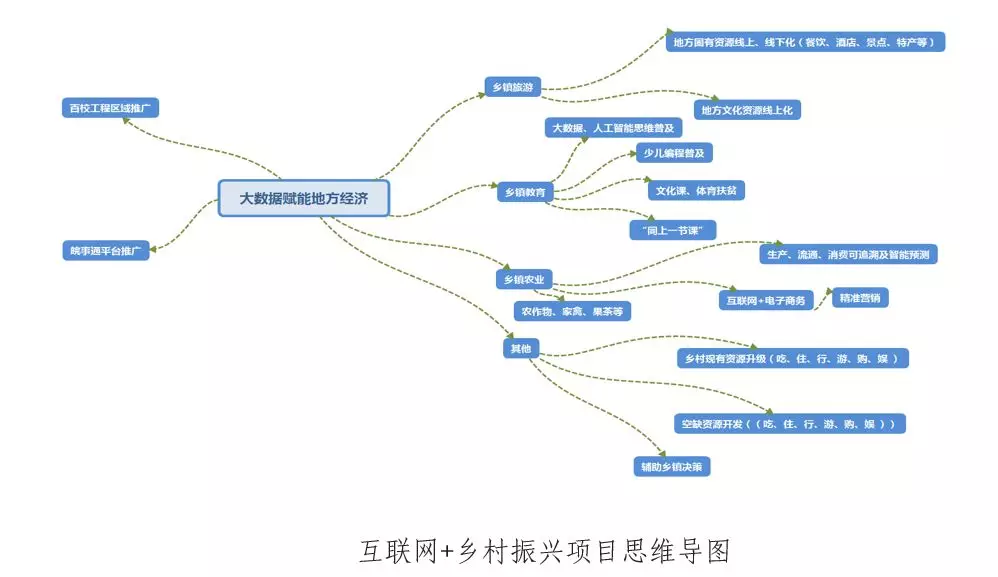 百校工程区域推广
皖事通平台推广
大数据赋能地方经济
乡镇旅游
地方固有资源线上、线下化（餐饮、酒店、景点、特产等）
地方文化资源线上化
乡镇教育
大数据、人工智能思维普及
少儿编程普及
文化课、体育扶贫
“同上一节课”
乡镇农业
生产、流通、消费可追溯及智能预测
互联网+电子商务
精准营销
农作物、家禽、果茶等
其他
乡村现有资源升级（吃、住、行、游、购、娱 ）
空缺资源开发（（吃、住、行、游、购、娱 ））
辅助乡镇决策
互联网+乡村振兴项目思维导图